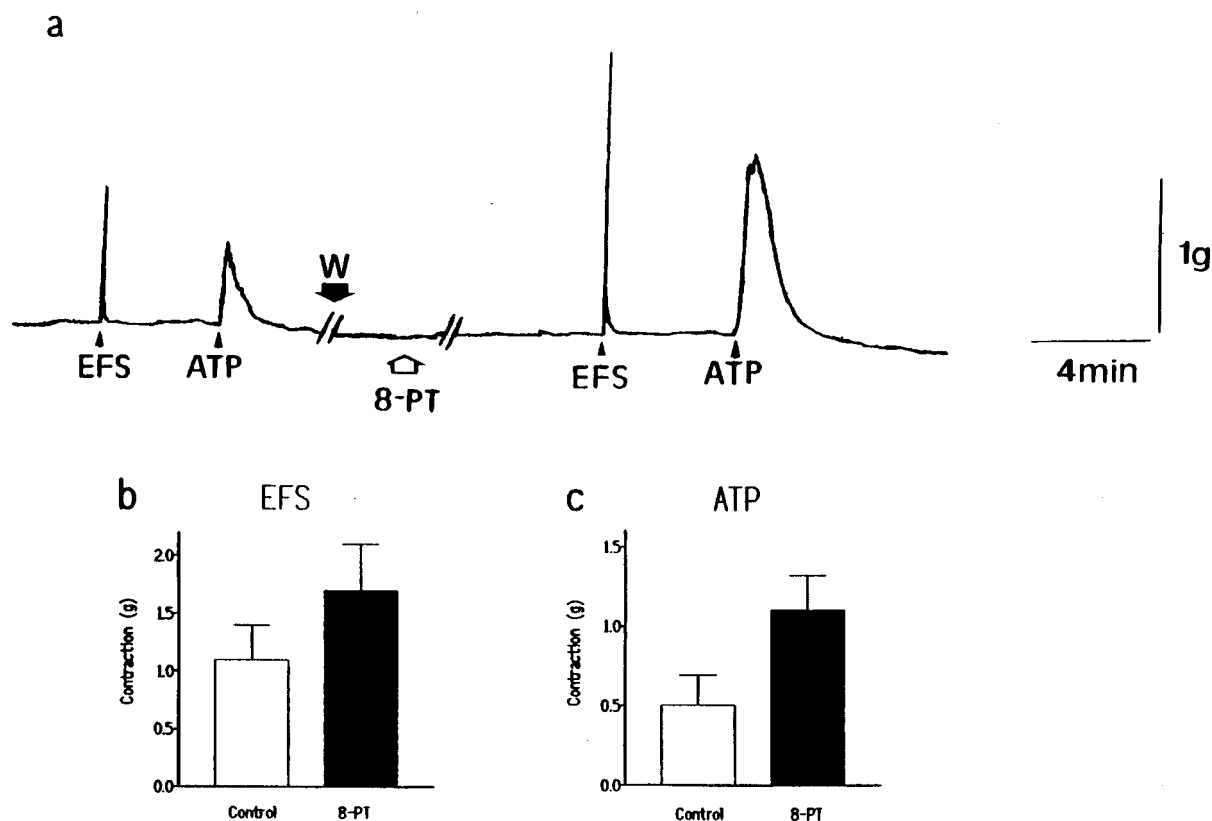 a
W
1g
EFS
ATP
8-PT
EFS
ATP
4min
b
EFS
c
ATP
2.0
1.5
1.0
0.5
0.0
Contraction (g)
Control
8-PT
1.5
1.0
0.5
0.0
Contraction (g)
Control
8-PT